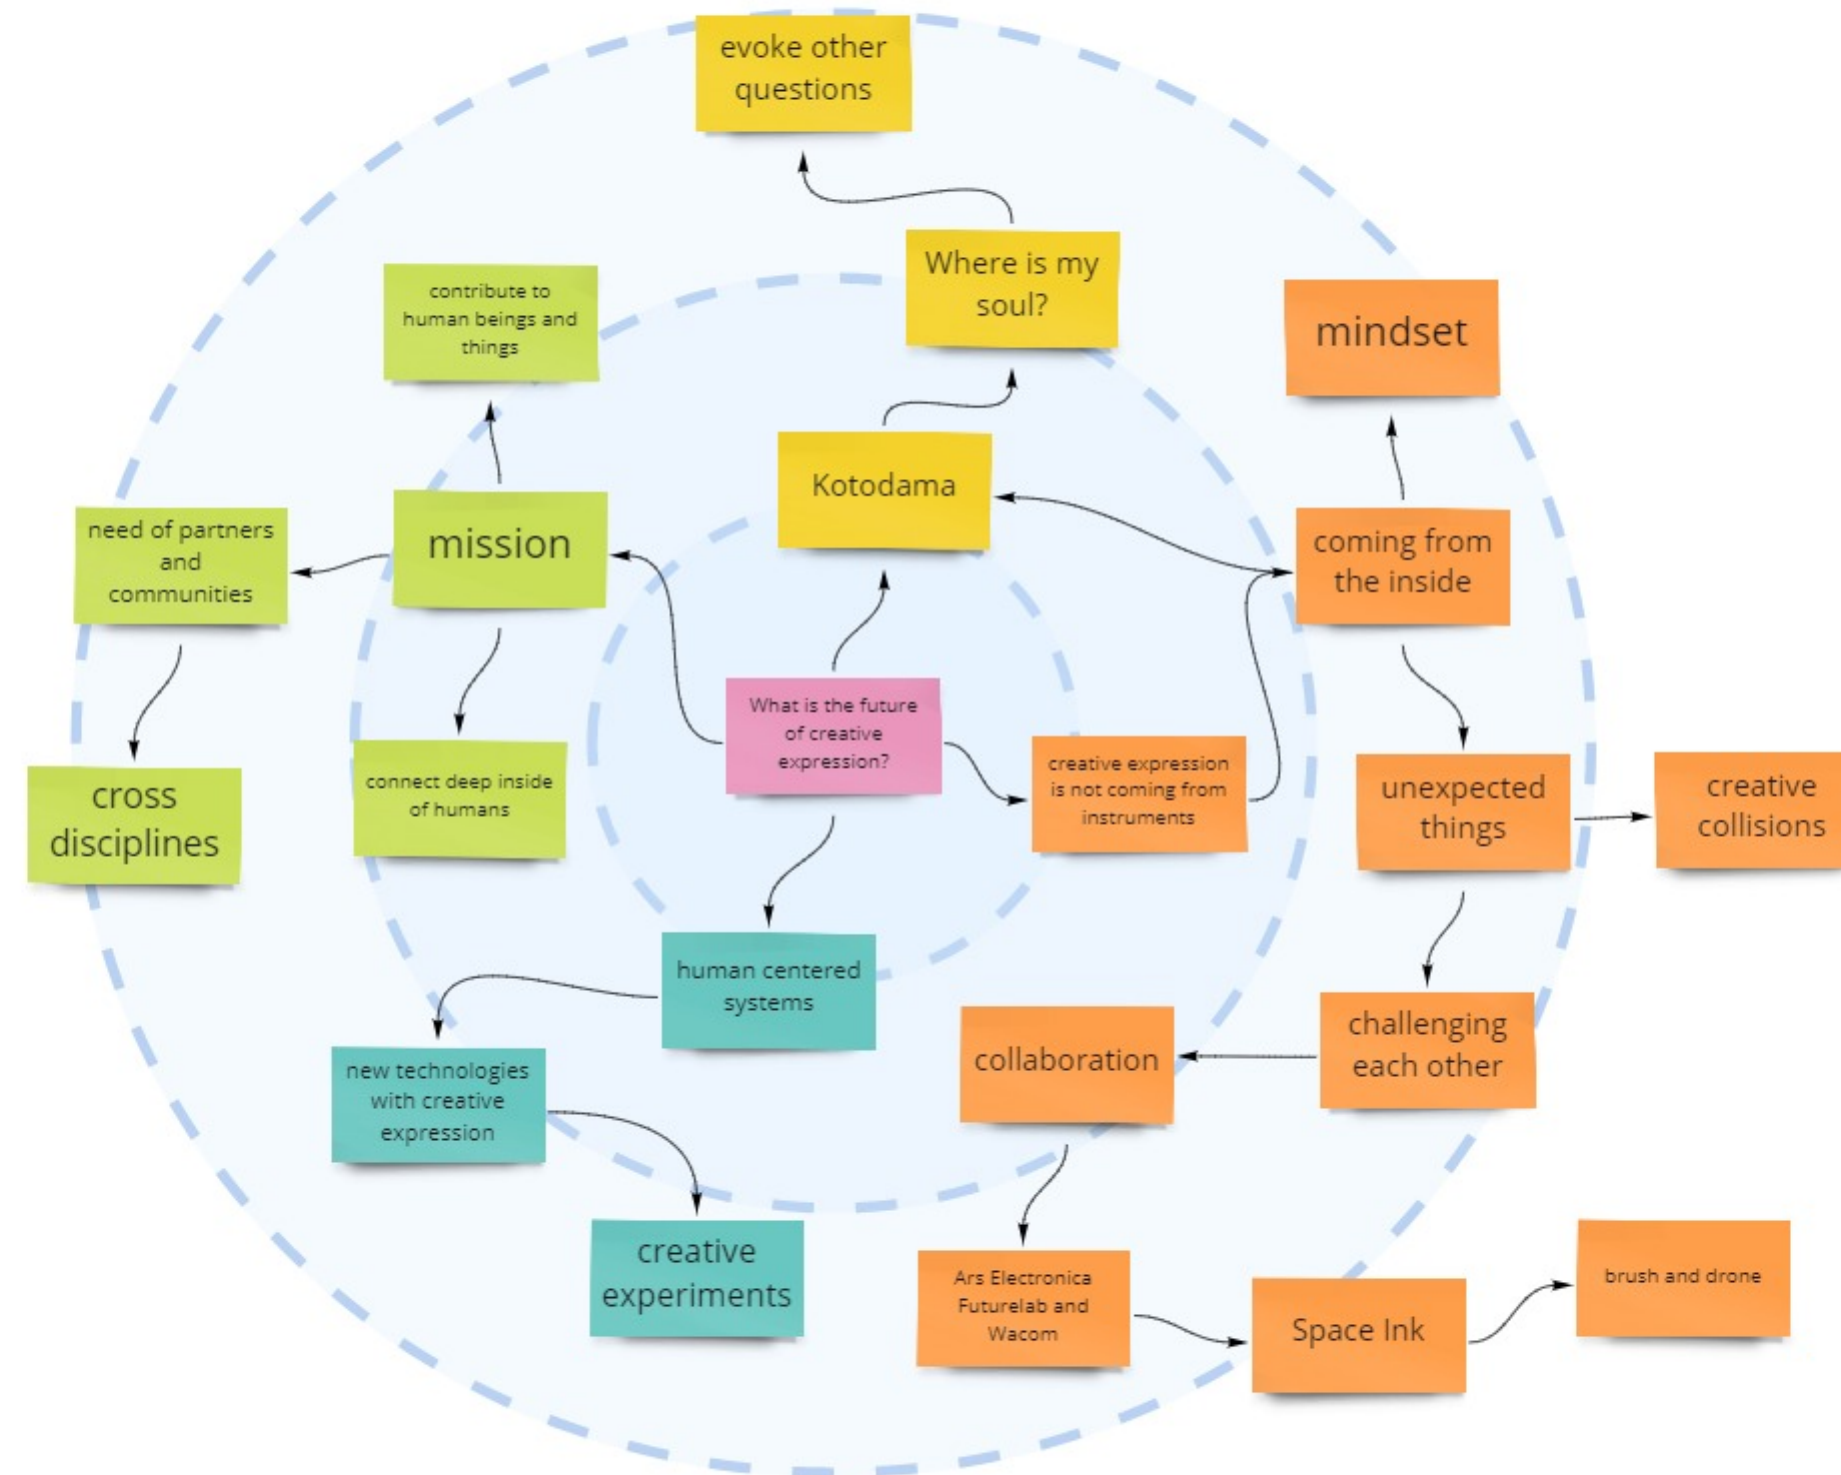 evoke other
questions
Where is my
soul?
contribute to
human beings and
things
mindset
Kotodama
need of partners
and
communities
mission
coming from
the inside
What is the future
of creative
expression?
creative expression
is not coming from
instruments
connect deep inside
of humans
cross
disciplines
unexpected
things
creative
collisions
human centered
systems
new technologies
with creative
expression
collaboration
challenging
each other
creative
experiments
Ars Electronica
Futurelab and
Wacom
Space Ink
brush and drone